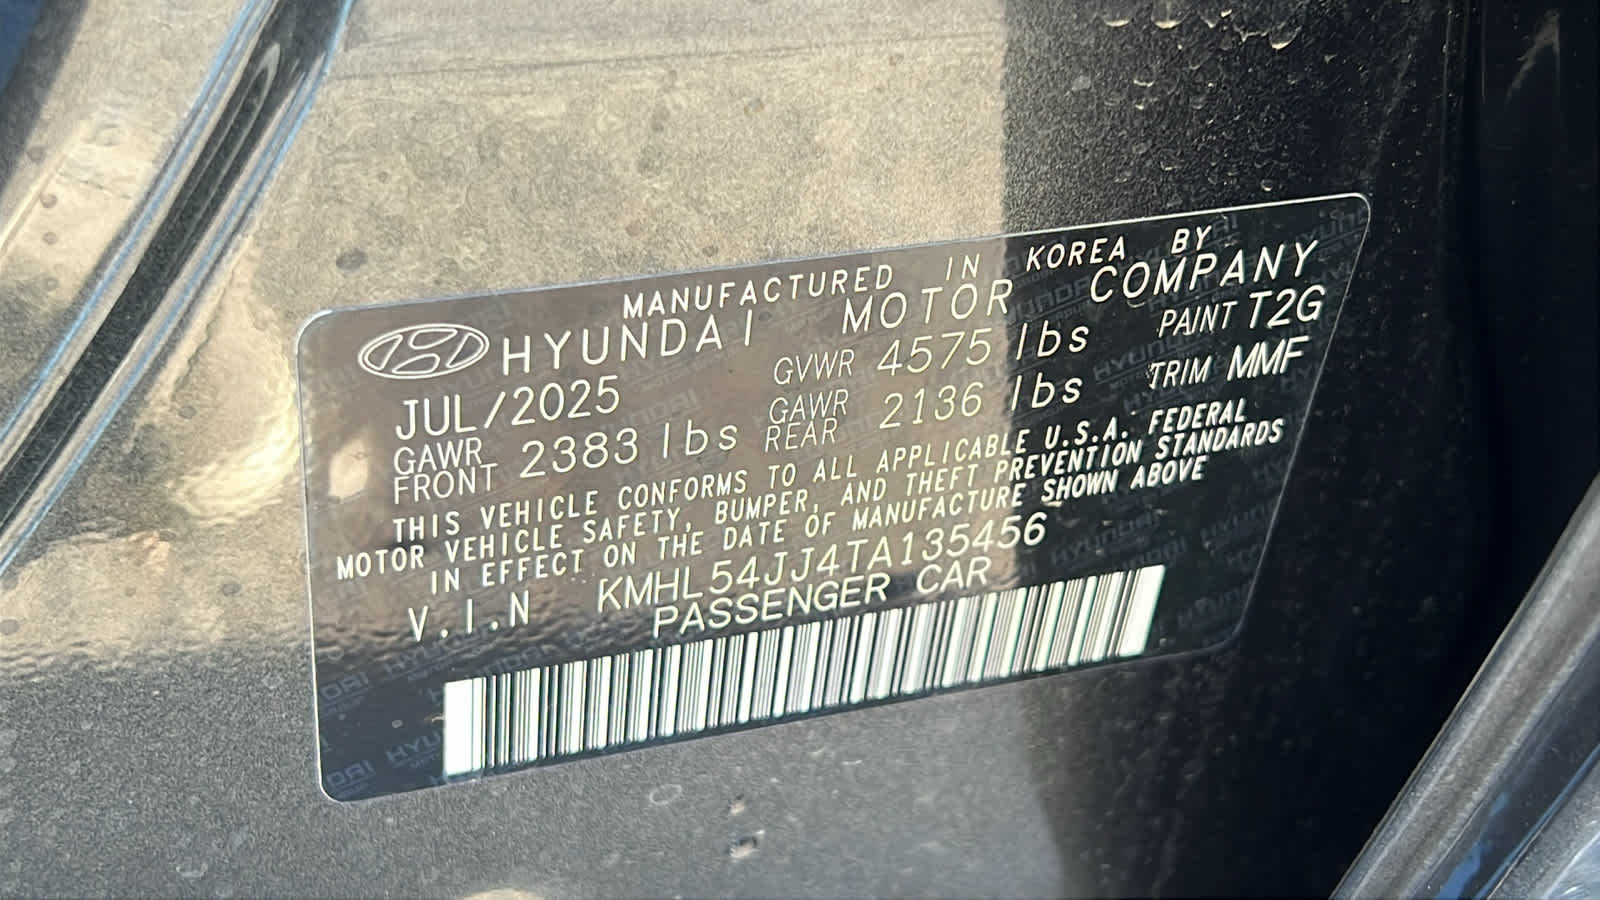 MANUFACTURED IN KOREA BY
HYUNDAI MOTOR COMPANY
JUL/2025 GVWR 4575 lbs PAINT T2G
GAWR FRONT 2383 lbs GAWR REAR 2136 lbs TRIM MMF
THIS VEHICLE CONFORMS TO ALL APPLICABLE U.S.A. FEDERAL
MOTOR VEHICLE SAFETY, BUMPER, AND THEFT PREVENTION STANDARDS
IN EFFECT ON THE DATE OF MANUFACTURE SHOWN ABOVE
V.I.N KMHL54JJ4TA135456
PASSENGER CAR